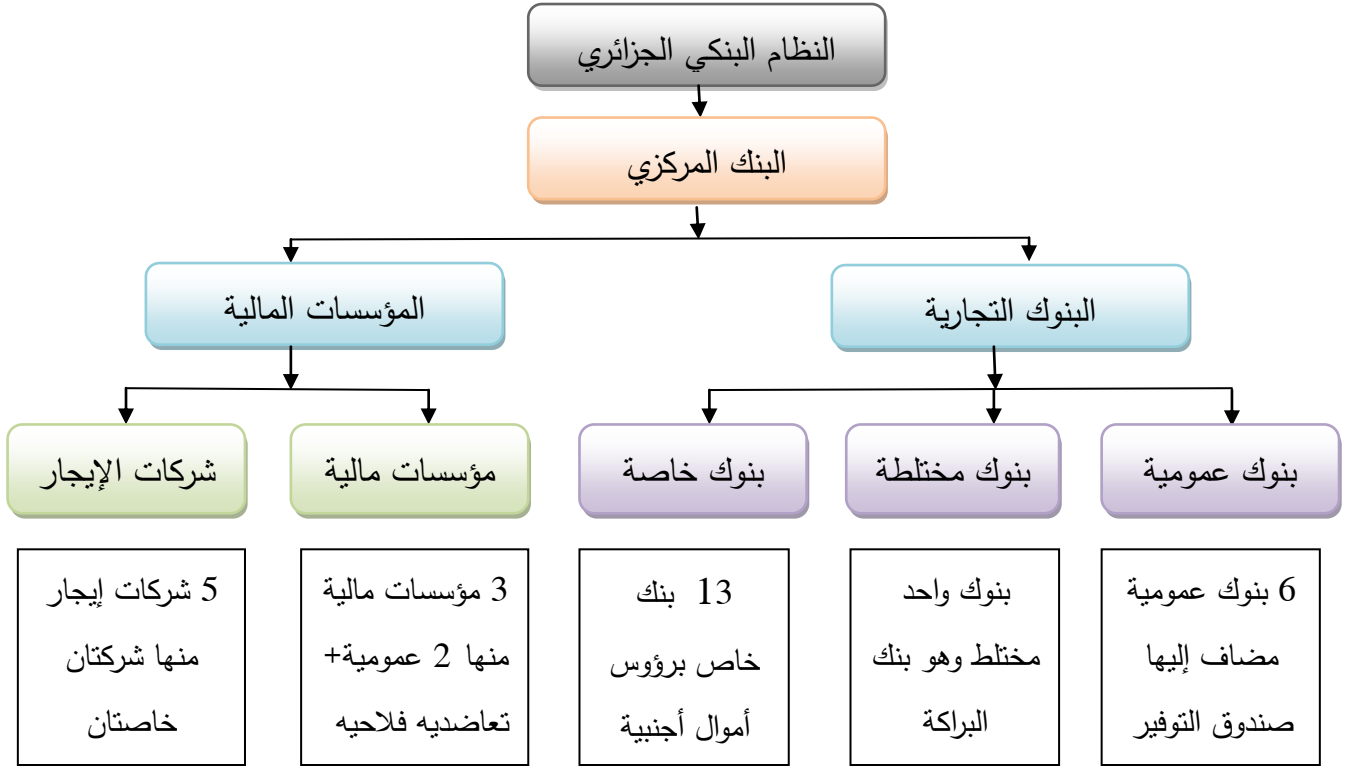 النظام البنكي الجزائري
البنك المركزي
البنوك التجارية
المؤسسات المالية
بنوك عمومية
بنوك مختلطة
بنوك خاصة
مؤسسات مالية
شركات الإيجار
6 بنوك عمومية
مضاف إليها
صندوق التوفير
بنوك واحد
مختلط وهو بنك
البراكة
13 بنك
خاص برؤوس
أموال أجنبية
3 مؤسسات مالية
منها 2 عمومية+
تعاضديه فلاحيه
5 شركات إيجار
منها شركتان
خاصتان